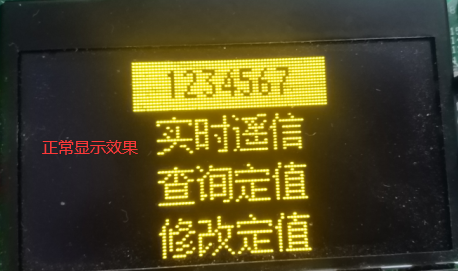 1234567
实时遥信
正常显示效果
查询定值
修改定值